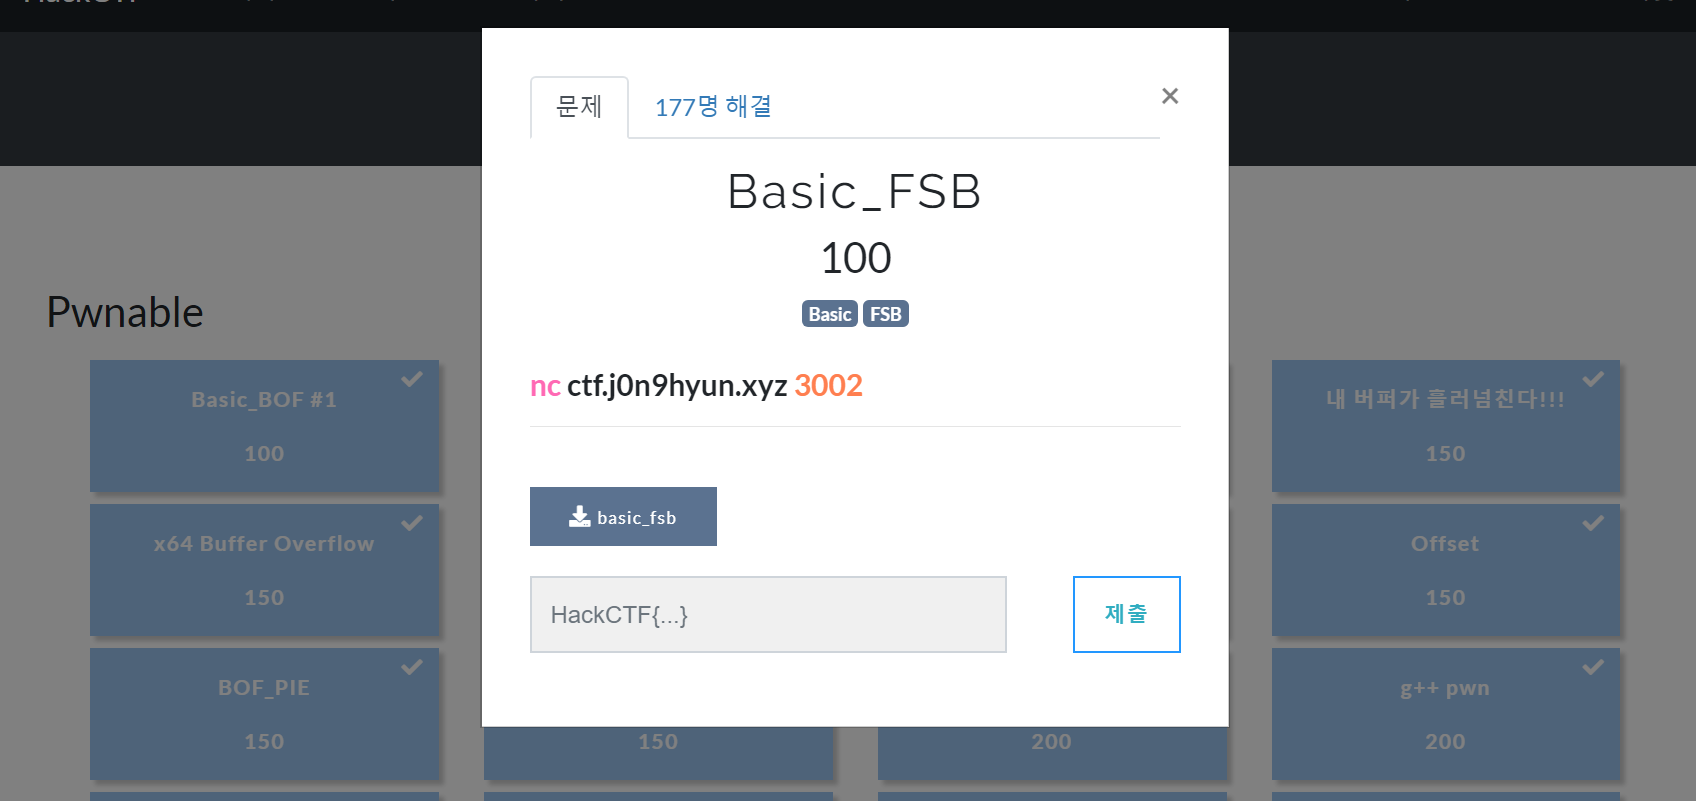 문제
177명 해결
×
Basic_FSB
100
Basic FSB
nc ctf.j0n9hyun.xyz 3002
basic_fsb
HackCTF{...}
제출
Pwnable
Basic_BOF #1
100
내 버퍼가 흘러넘친다!!!
150
x64 Buffer Overflow
150
Offset
150
BOF_PIE
150
150
200
g++ pwn
200